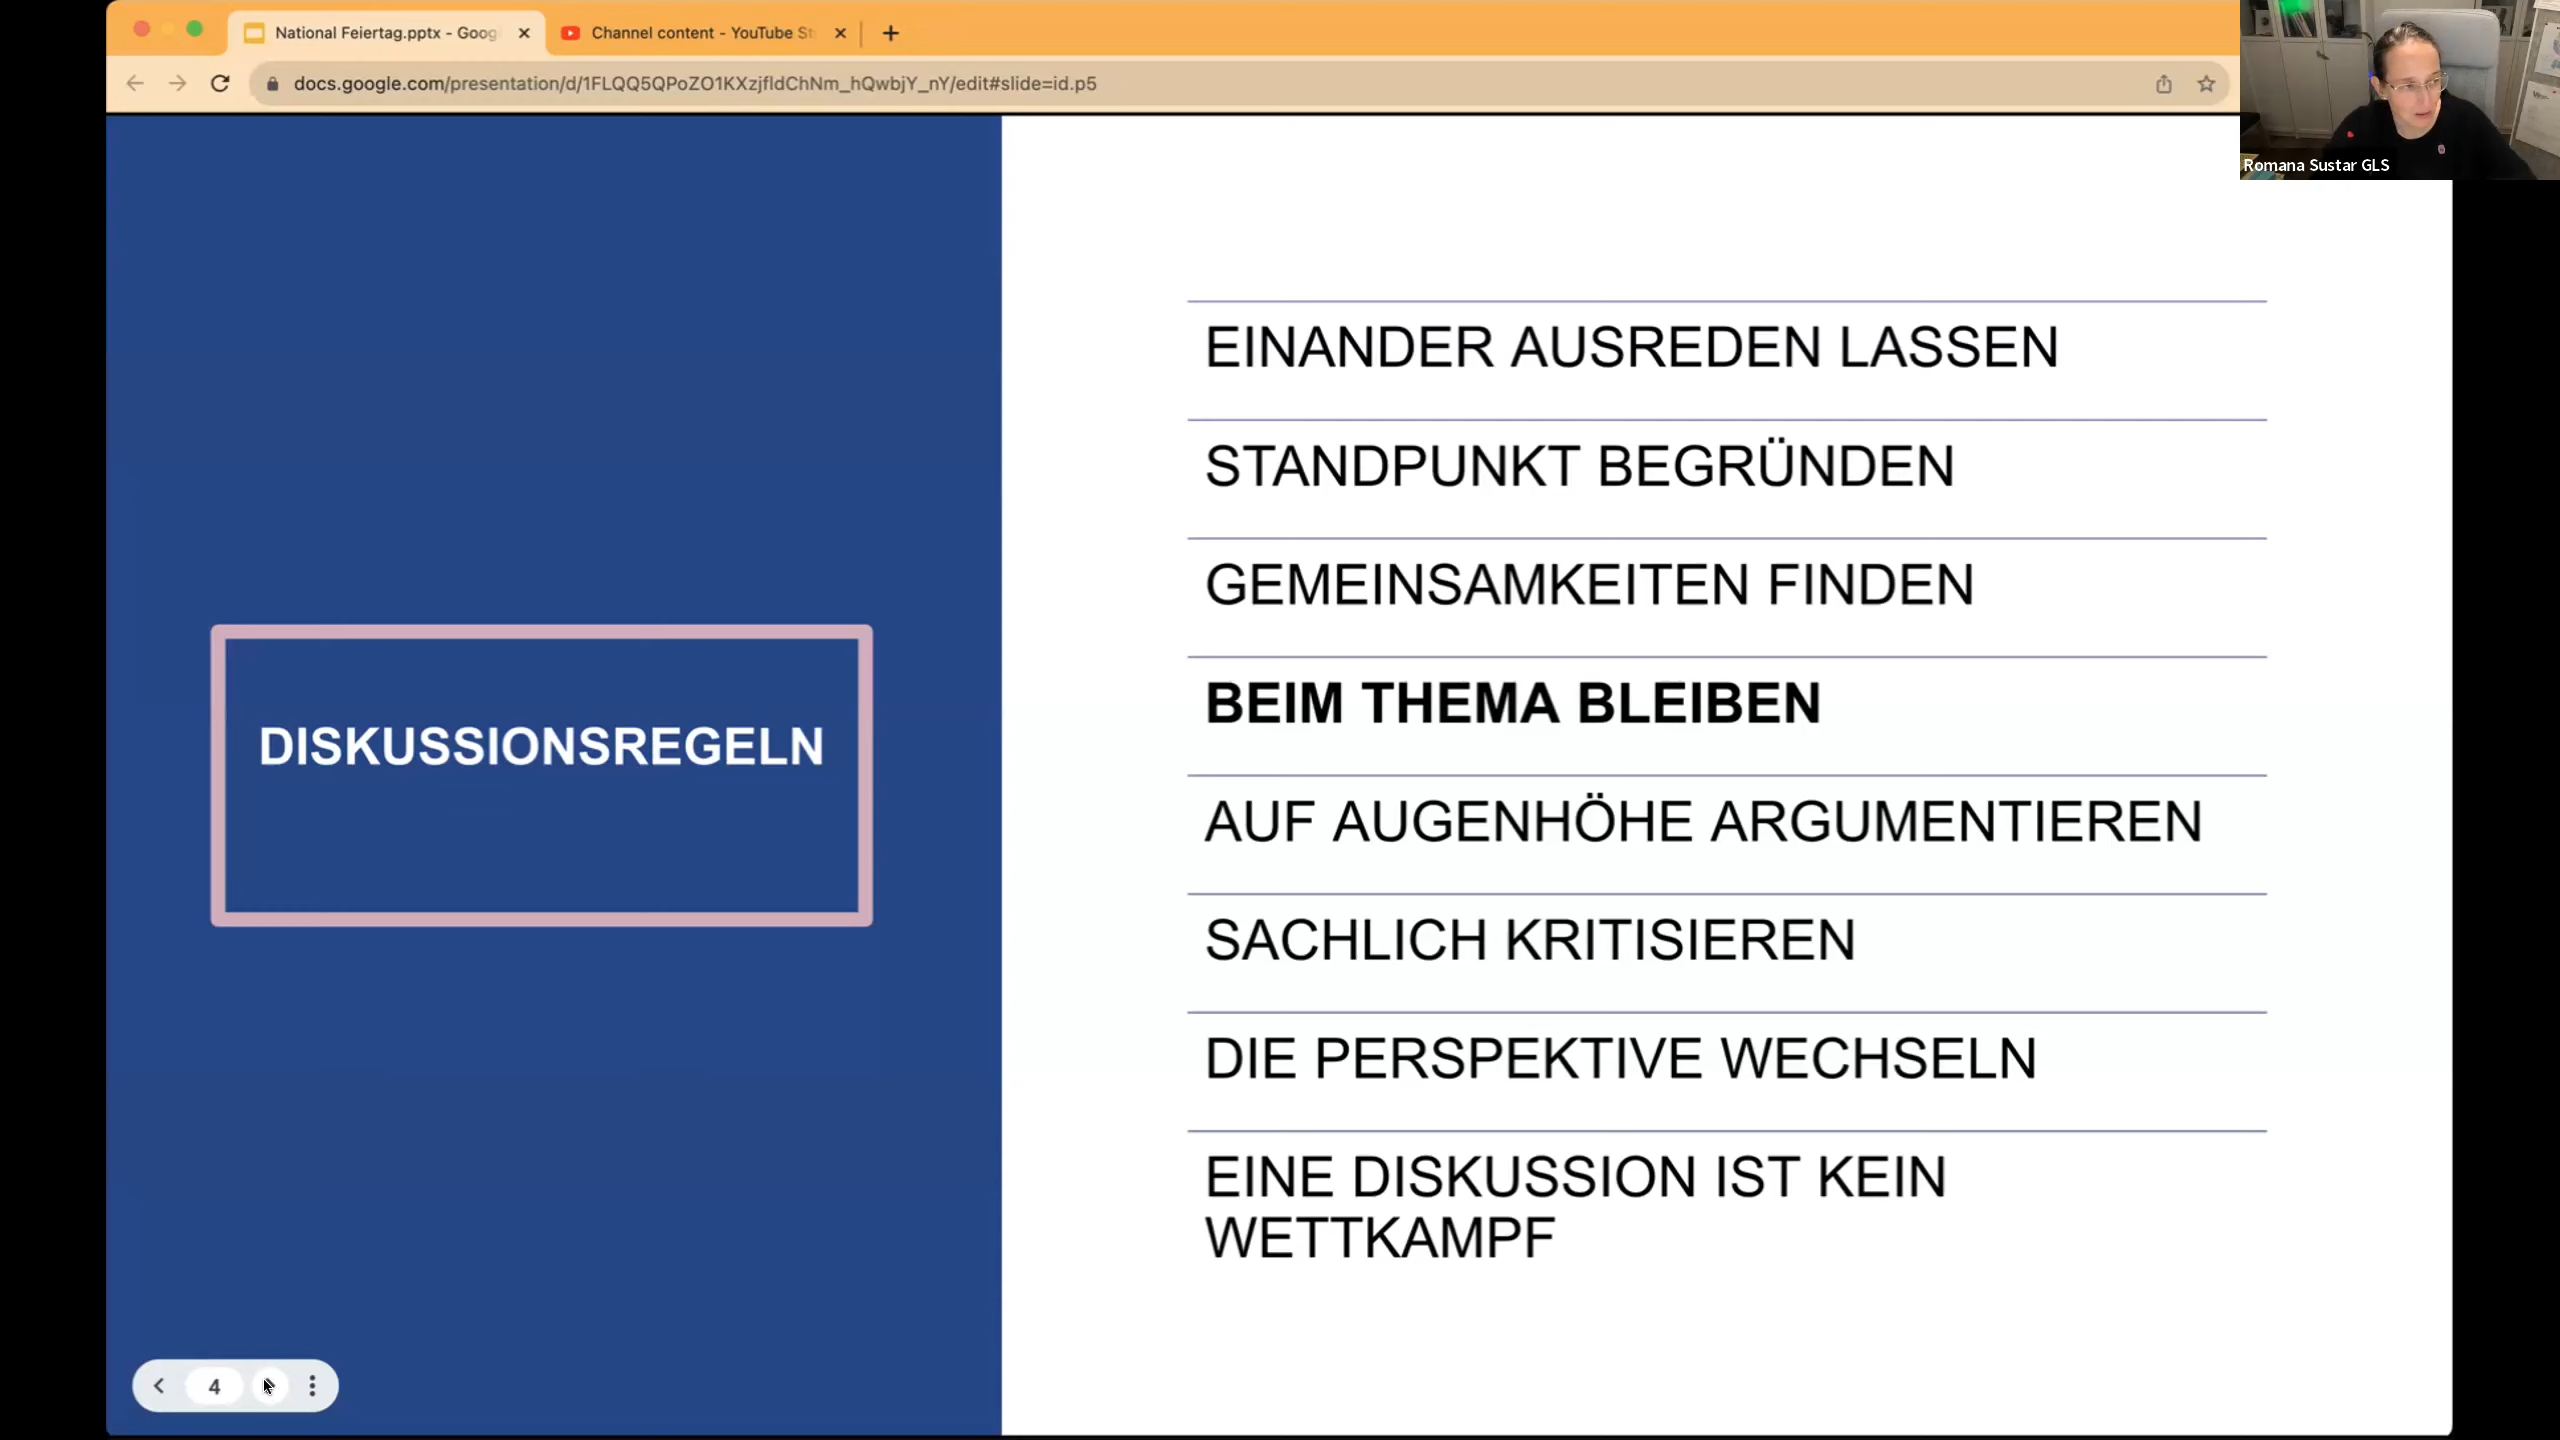 National Feiertag.pptx - Goog
Channel content - YouTube St
docs.google.com/presentation/d/1FLQQ5QPoZO1KXzjfldChNm_hQwbjY_nY/edit#slide=id.p5
Romana Sustar GLS
DISKUSSIONSREGELN
EINANDER AUSREDEN LASSEN
STANDPUNKT BEGRÜNDEN
GEMEINSAMKEITEN FINDEN
BEIM THEMA BLEIBEN
AUF AUGENHÖHE ARGUMENTIEREN
SACHLICH KRITISIEREN
DIE PERSPEKTIVE WECHSELN
EINE DISKUSSION IST KEIN
WETTKAMPF
4